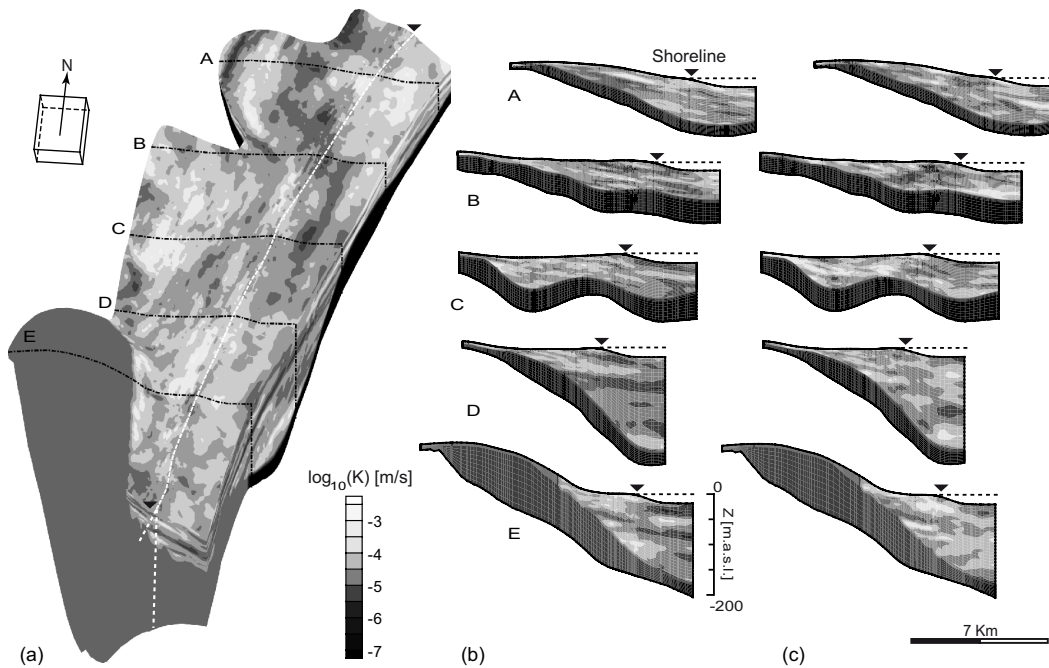 N
A
B
C
D
E
log10(K) [m/s]
-3
-4
-5
-6
-7
(a)
Shoreline
A
B
C
D
E
0
Z [m.a.s.l.]
-200
(b)
7 Km
(c)